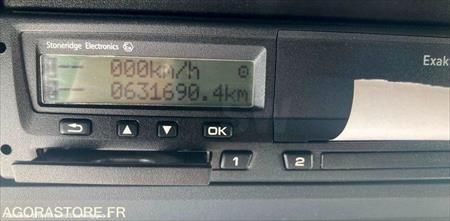 Stoneridge Electronics
000km/h
0631690.4km
Exak
OK
1 2
AGORASTORE.FR